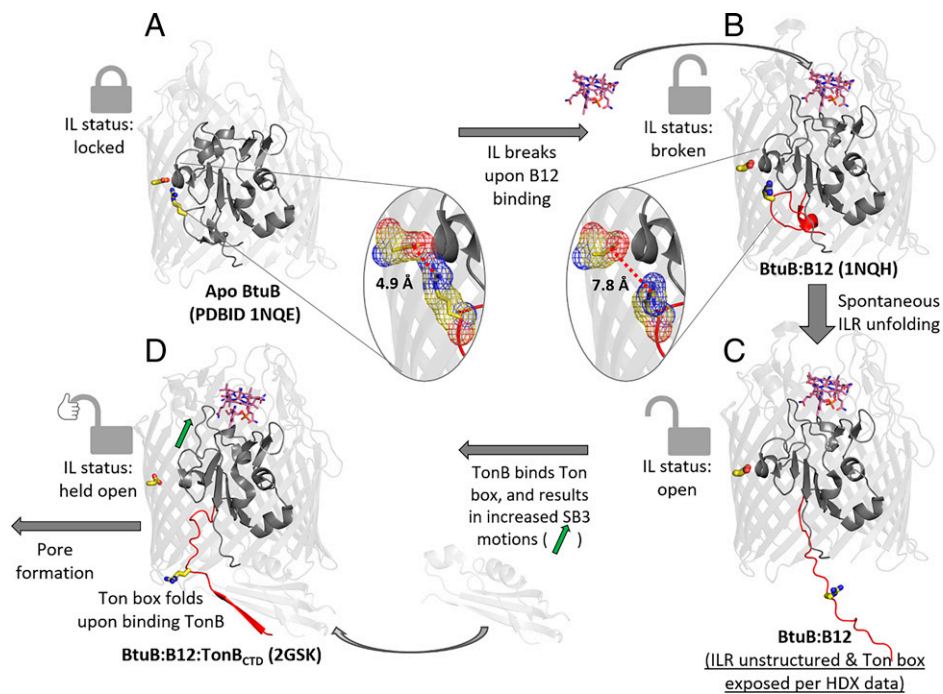 A
IL status:
locked
Apo BtuB
(PDBID 1NQE)
IL breaks
upon B12
binding
4.9 Å
7.8 Å
B
IL status:
broken
BtuB:B12 (1NQH)
Spontaneous
ILR unfolding
C
IL status:
open
BtuB:B12
(ILR unstructured & Ton box
exposed per HDX data)
TonB binds Ton
box, and results
in increased SB3
motions ( )
D
IL status:
held open
Pore
formation
Ton box folds
upon binding TonB
BtuB:B12:TonBCTD (2GSK)